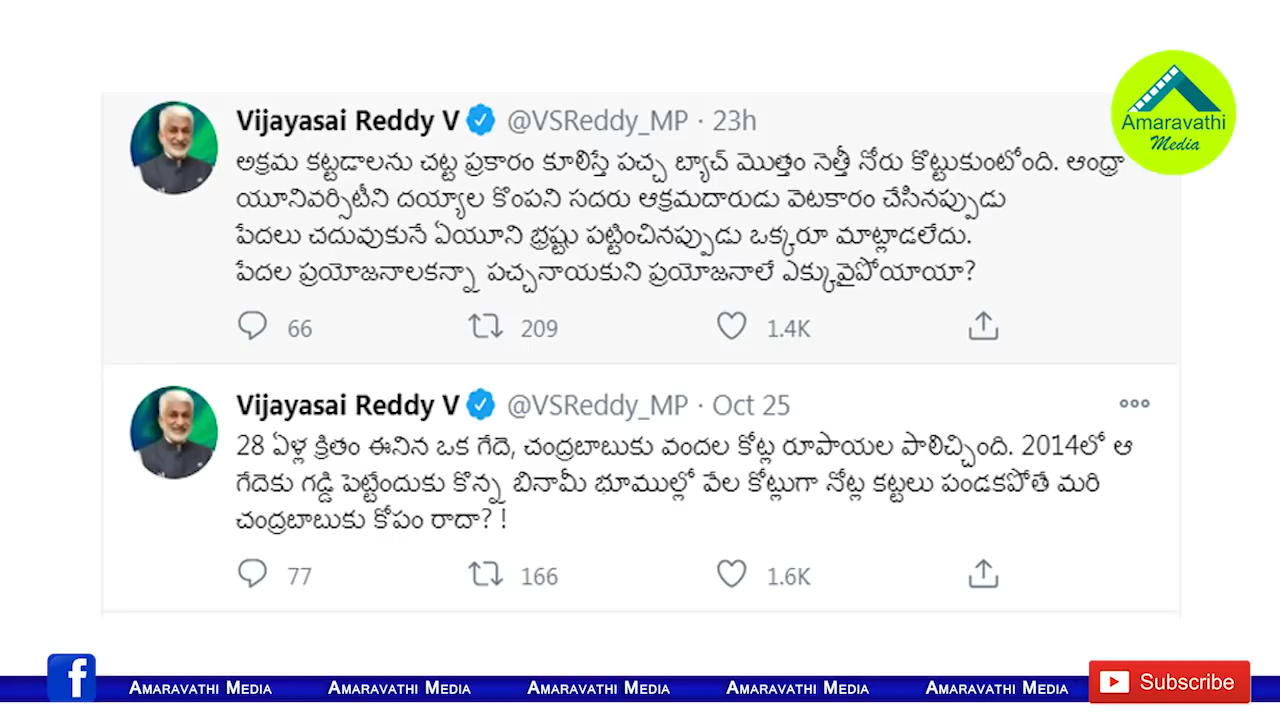 Vijayasai Reddy V @VSReddy_MP · 23h
అక్రమ కట్టడాలను చట్ట ప్రకారం కూలిస్తే పచ్చ బ్యాచ్ మొత్తం నెత్తీ నోరు కొట్టుకుంటోంది. ఆంధ్రా
యూనివర్సిటీని దయ్యాల కొంపని సదరు ఆక్రమదారుడు వెటకారం చేసినప్పుడు
పేదలు చదువుకునే ఏయూని భ్రష్టు పట్టించినప్పుడు ఒక్కరూ మాట్లాడలేదు.
పేదల ప్రయోజనాలకన్నా పచ్చనాయకుని ప్రయోజనాలే ఎక్కువైపోయాయా?
66 209 1.4K
Vijayasai Reddy V @VSReddy_MP · Oct 25
28 ఏళ్ల క్రితం ఈనిన ఒక గేదె, చంద్రబాబుకు వందల కోట్ల రూపాయల పాలిచ్చింది. 2014లో ఆ
గేదెకు గడ్డి పెట్టేందుకు కొన్న బినామీ భూముల్లో వేల కోట్లుగా నోట్ల కట్టలు పండకపోతే మరి
చంద్రబాబుకు కోపం రాదా? !
77 166 1.6K
Amaravathi
Media
f Amaravathi Media Amaravathi Media Amaravathi Media Amaravathi Media Amaravathi Media Subscribe